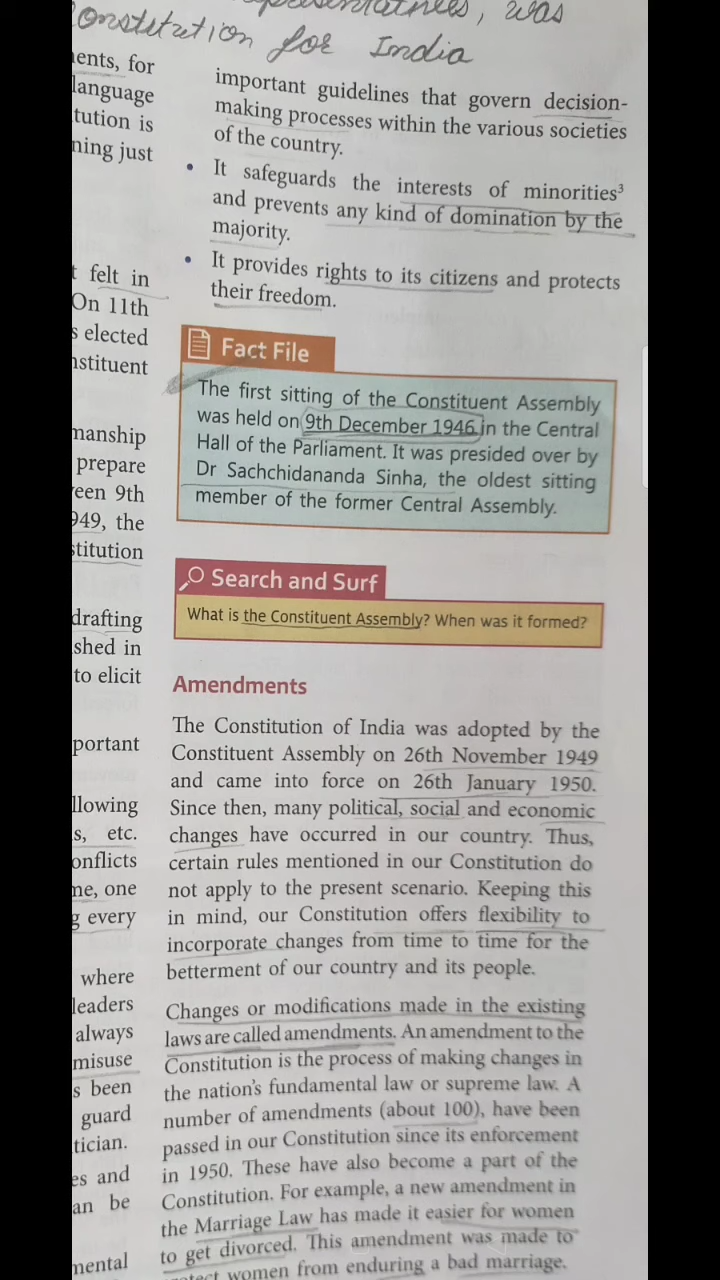 was
onstitution for India
ents, for
language
tution is
ning just
t felt in
On 11th
s elected
nstituent
manship
prepare
een 9th
949, the
stitution
drafting
shed in
to elicit
portant
llowing
s, etc.
onflicts
me, one
g every
where
leaders
always
misuse
s been
guard
tician.
es and
an be
mental
important guidelines that govern decision-
making processes within the various societies
of the country.
• It safeguards the interests of minorities³
and prevents any kind of domination by the
majority.
• It provides rights to its citizens and protects
their freedom.
Fact File
The first sitting of the Constituent Assembly
was held on 9th December 1946 in the Central
Hall of the Parliament. It was presided over by
Dr Sachchidananda Sinha, the oldest sitting
member of the former Central Assembly.
Search and Surf
What is the Constituent Assembly? When was it formed?
Amendments
The Constitution of India was adopted by the
Constituent Assembly on 26th November 1949
and came into force on 26th January 1950.
Since then, many political, social and economic
changes have occurred in our country. Thus,
certain rules mentioned in our Constitution do
not apply to the present scenario. Keeping this
in mind, our Constitution offers flexibility to
incorporate changes from time to time for the
betterment of our country and its people.
Changes or modifications made in the existing
laws are called amendments. An amendment to the
Constitution is the process of making changes in
the nation's fundamental law or supreme law. A
number of amendments (about 100), have been
passed in our Constitution since its enforcement
in 1950. These have also become a part of the
Constitution. For example, a new amendment in
the Marriage Law has made it easier for women
to get divorced. This amendment was made to
women from enduring a bad marriage.